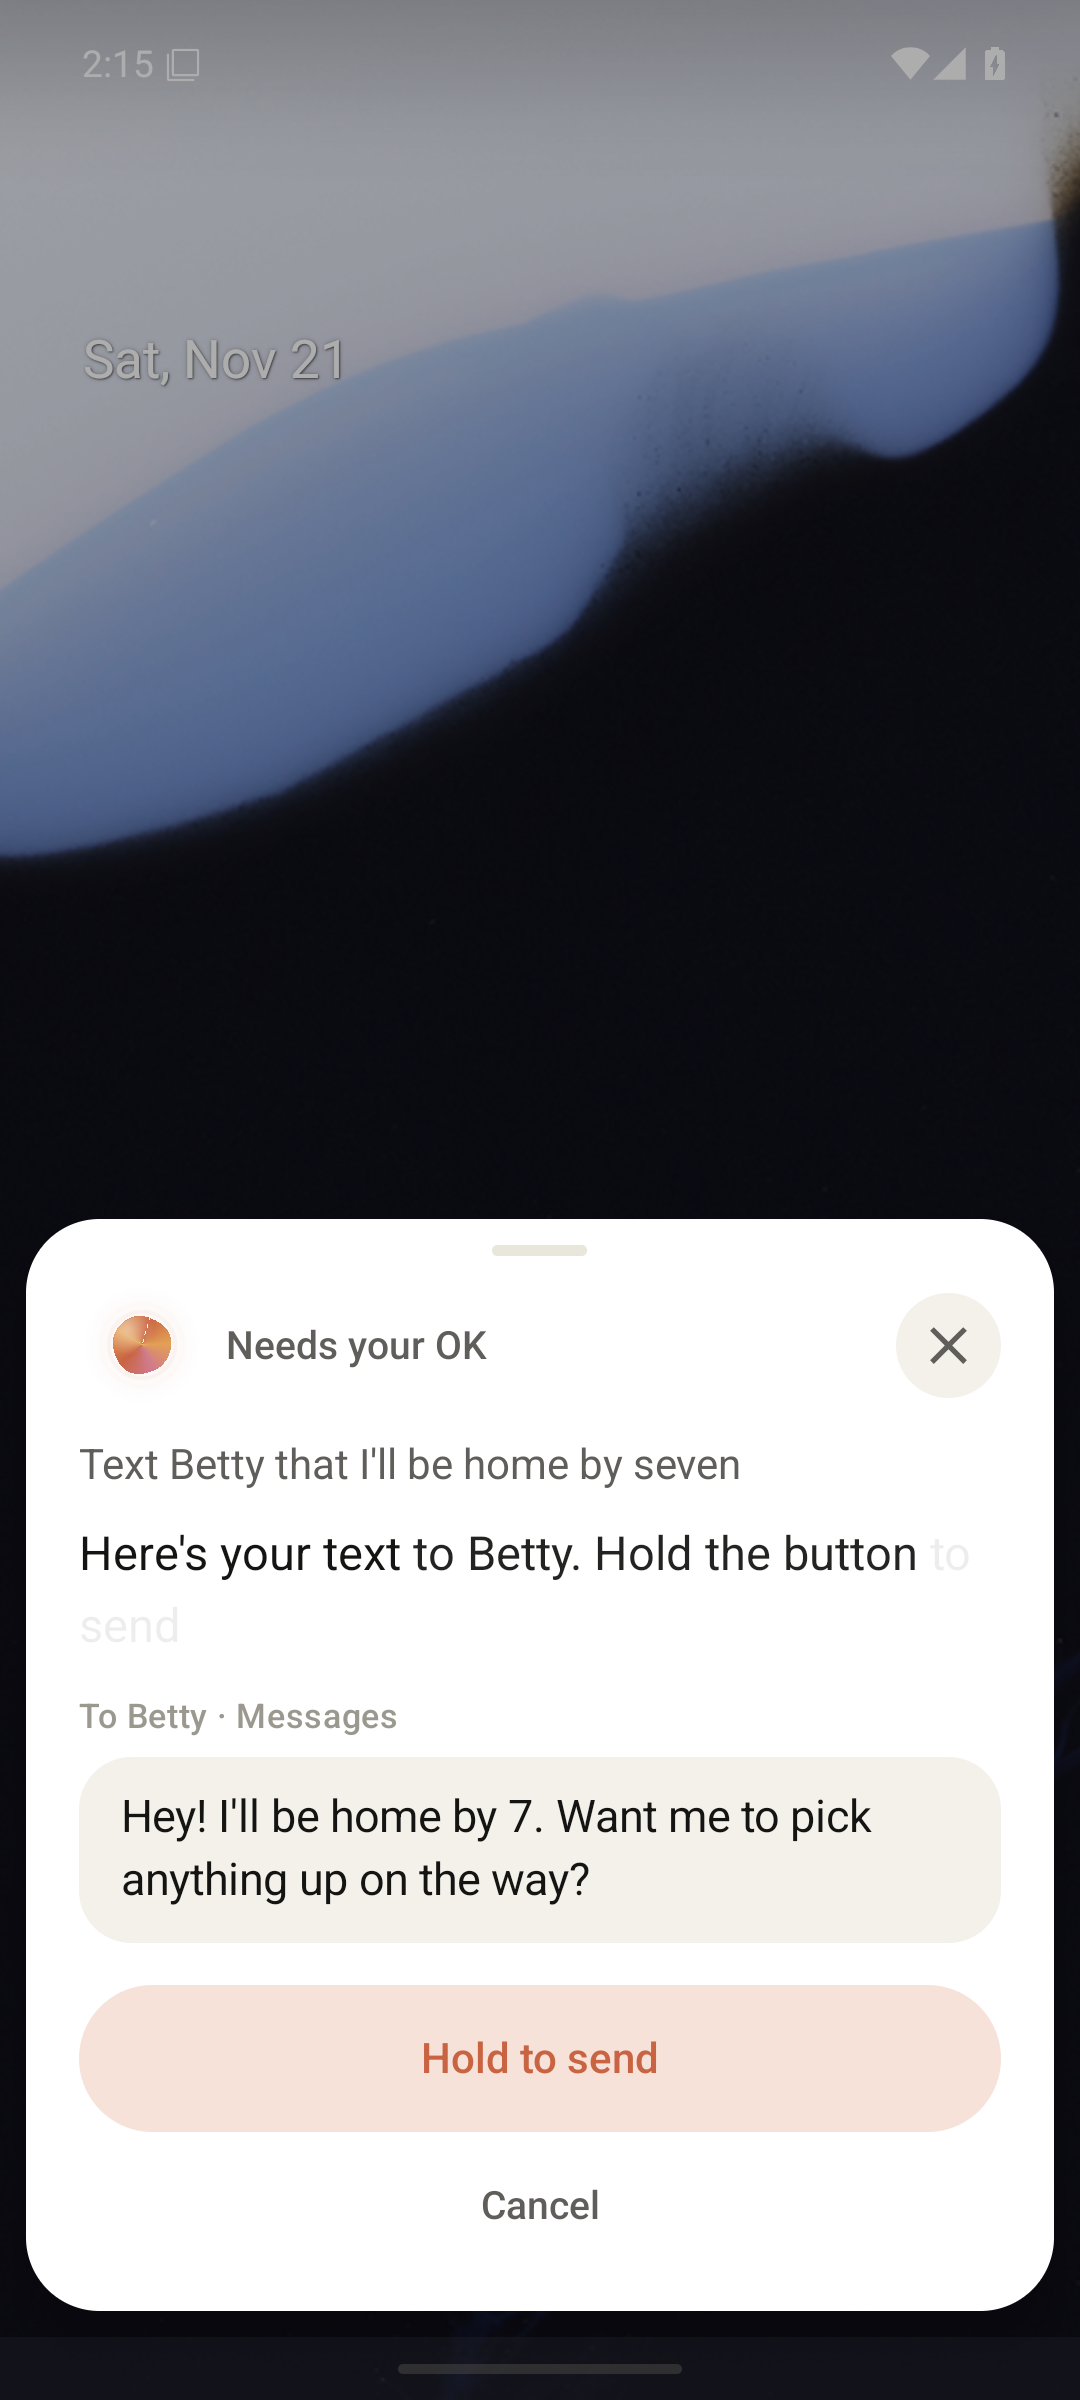 2:15
Sat, Nov 21
Needs your OK
Text Betty that I'll be home by seven
Here's your text to Betty. Hold the button to
send
To Betty · Messages
Hey! I'll be home by 7. Want me to pick
anything up on the way?
Hold to send
Cancel